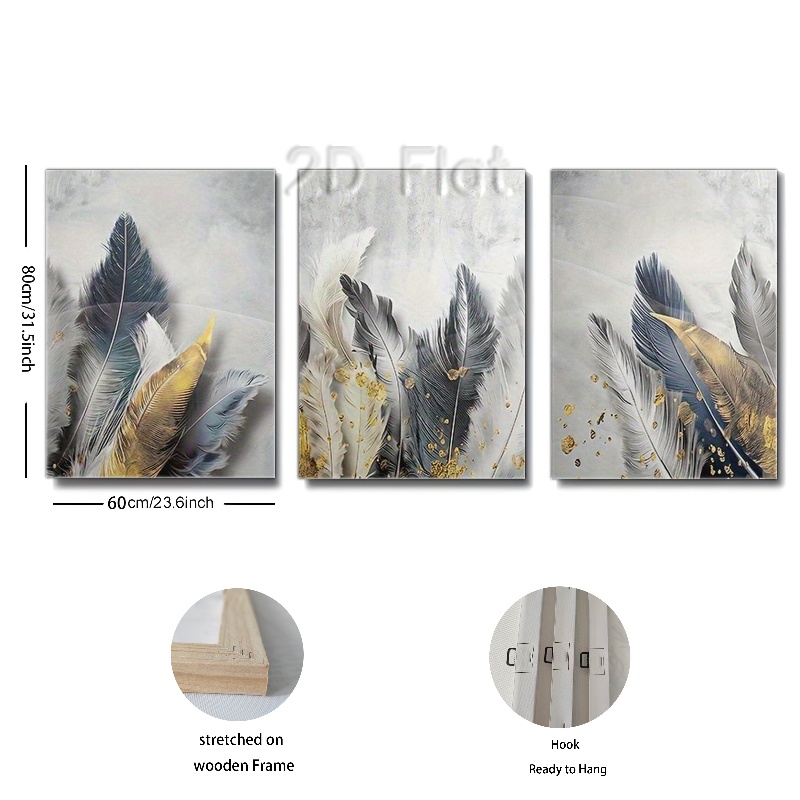 2D Flat.
80cm/31.5inch
60cm/23.6inch
stretched on
wooden Frame
Hook
Ready to Hang